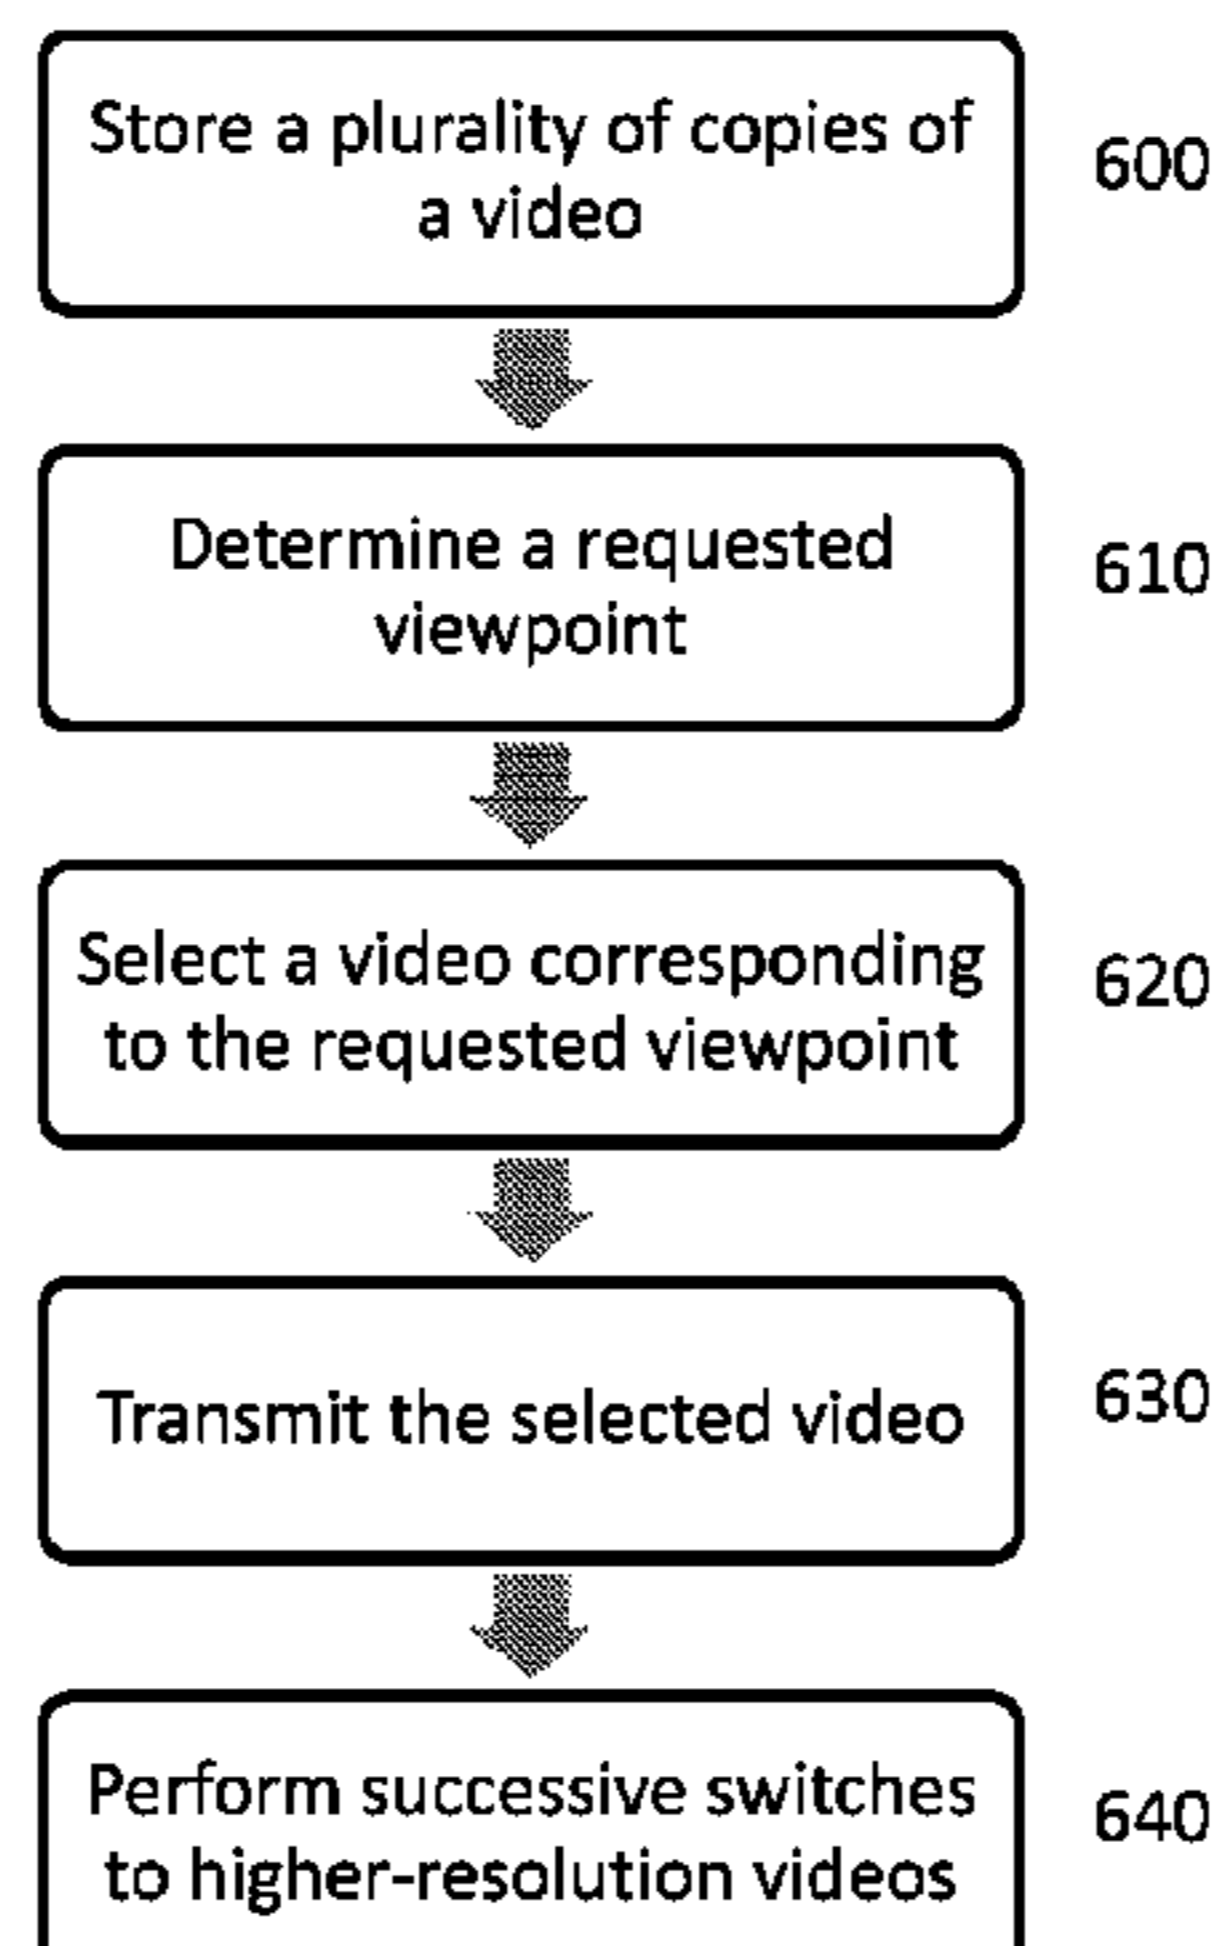 Store a plurality of copies of
a video
600
Determine a requested
viewpoint
610
Select a video corresponding
to the requested viewpoint
620
Transmit the selected video
630
Perform successive switches
to higher-resolution videos
640